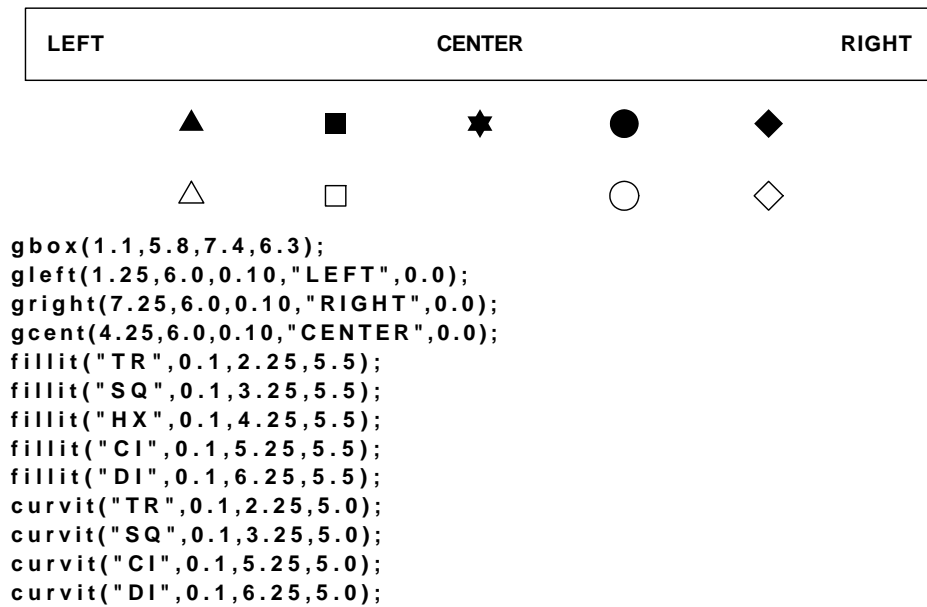 LEFT CENTER RIGHT
gbox(1.1,5.8,7.4,6.3);
gleft(1.25,6.0,0.10,"LEFT",0.0);
gright(7.25,6.0,0.10,"RIGHT",0.0);
gcent(4.25,6.0,0.10,"CENTER",0.0);
fillit("TR",0.1,2.25,5.5);
fillit("SQ",0.1,3.25,5.5);
fillit("HX",0.1,4.25,5.5);
fillit("CI",0.1,5.25,5.5);
fillit("DI",0.1,6.25,5.5);
curvit("TR",0.1,2.25,5.0);
curvit("SQ",0.1,3.25,5.0);
curvit("CI",0.1,5.25,5.0);
curvit("DI",0.1,6.25,5.0);